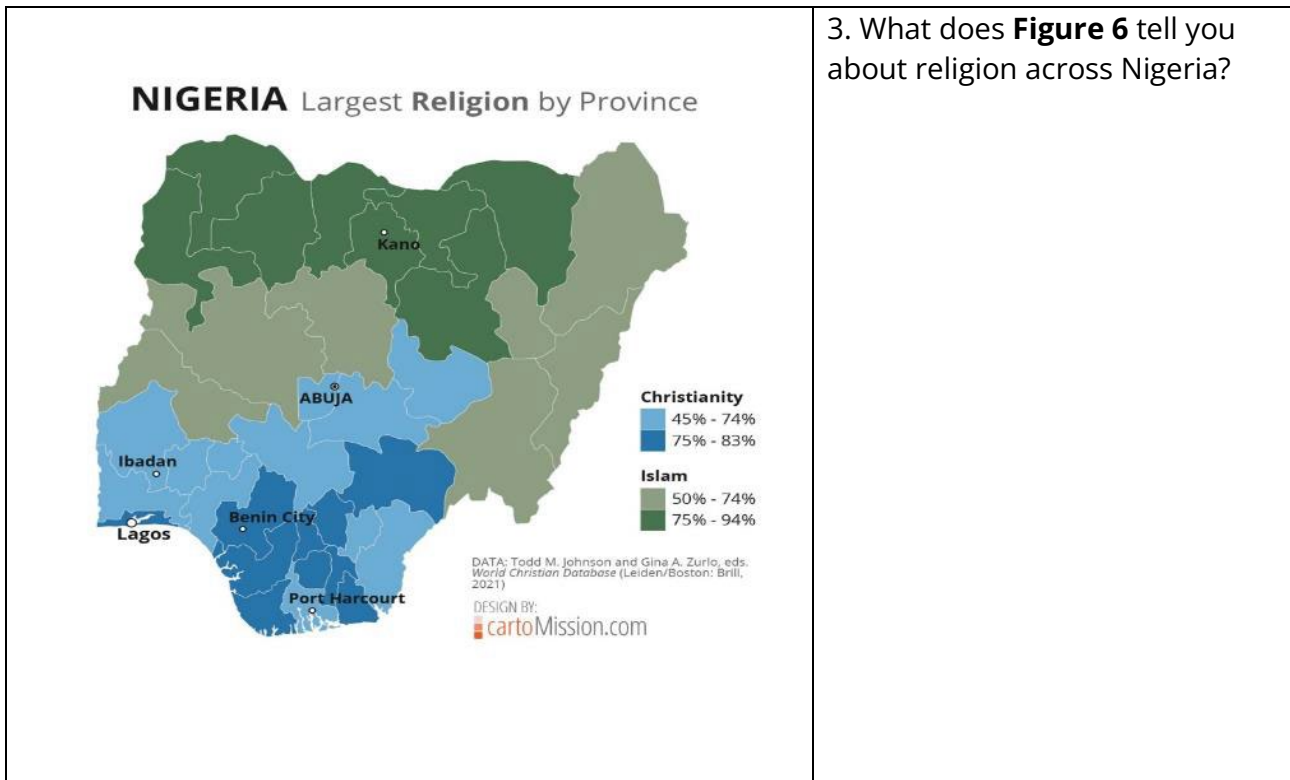 3. What does Figure 6 tell you
about religion across Nigeria?
NIGERIA Largest Religion by Province
Kano
ABUJA
Ibadan
Lagos
Benin City
Port Harcourt
Christianity
45% - 74%
75% - 83%
Islam
50% - 74%
75% - 94%
DATA: Todd M. Johnson and Gina A. Zurlo, eds.
World Christian Database (Leiden/Boston: Brill,
2021)
DESIGN BY:
cartoMission.com